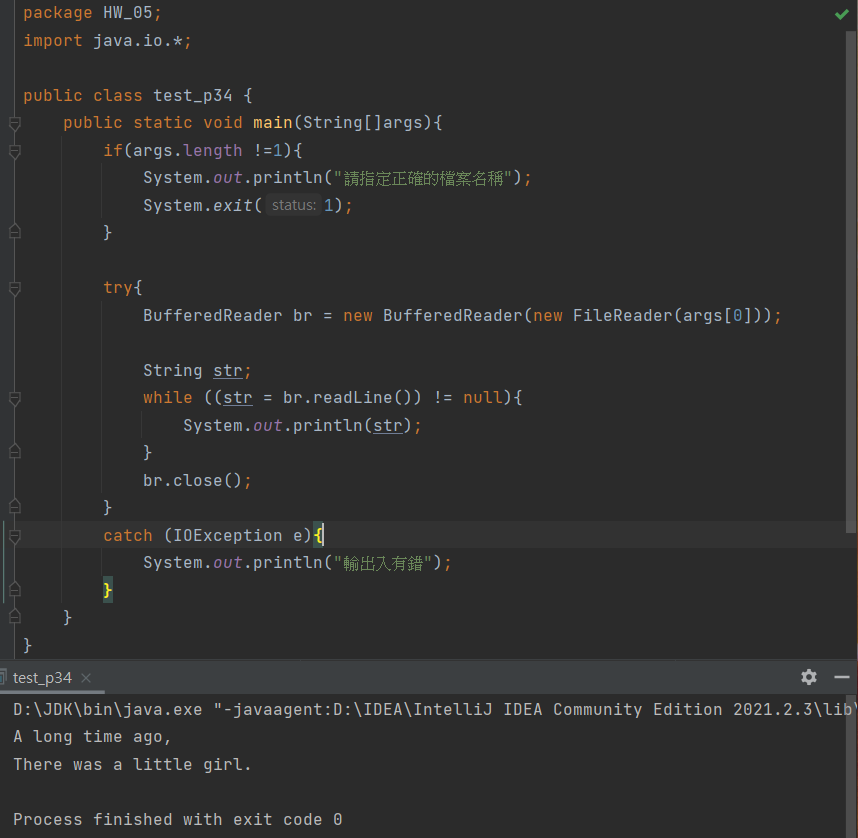 package HW_05;
import java.io.*;
public class test_p34 {
public static void main(String[]args){
if(args.length !=1){
System.out.println("請指定正確的檔案名稱");
System.exit( status: 1);
}
try{
BufferedReader br = new BufferedReader(new FileReader(args[0]));
String str;
while ((str = br.readLine()) != null){
System.out.println(str);
}
br.close();
}
catch (IOException e){
System.out.println("輸出入有錯");
}
}
}
test_p34
D:\JDK\bin\java.exe "-javaagent:D:\IDEA\IntelliJ IDEA Community Edition 2021.2.3\lib\
A long time ago,
There was a little girl.
Process finished with exit code 0